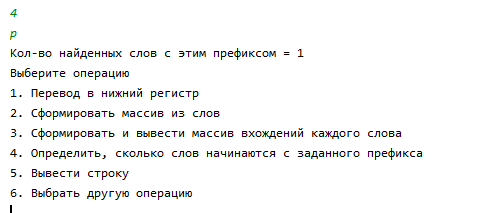 4
p
Кол-во найденных слов с этим префиксом = 1
Выберите операцию
1. Перевод в нижний регистр
2. Сформировать массив из слов
3. Сформировать и вывести массив вхождений каждого слова
4. Определить, сколько слов начинаются с заданного префикса
5. Вывести строку
6. Выбрать другую операцию